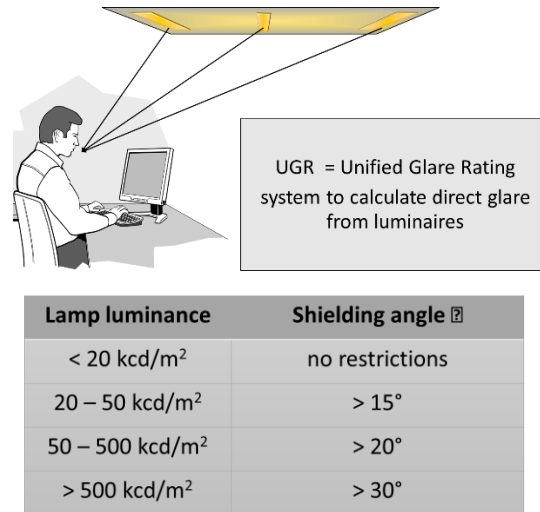 UGR = Unified Glare Rating
system to calculate direct glare
from luminaires
Lamp luminance Shielding angle ⍰
< 20 kcd/m² no restrictions
20 – 50 kcd/m² > 15°
50 – 500 kcd/m² > 20°
> 500 kcd/m² > 30°